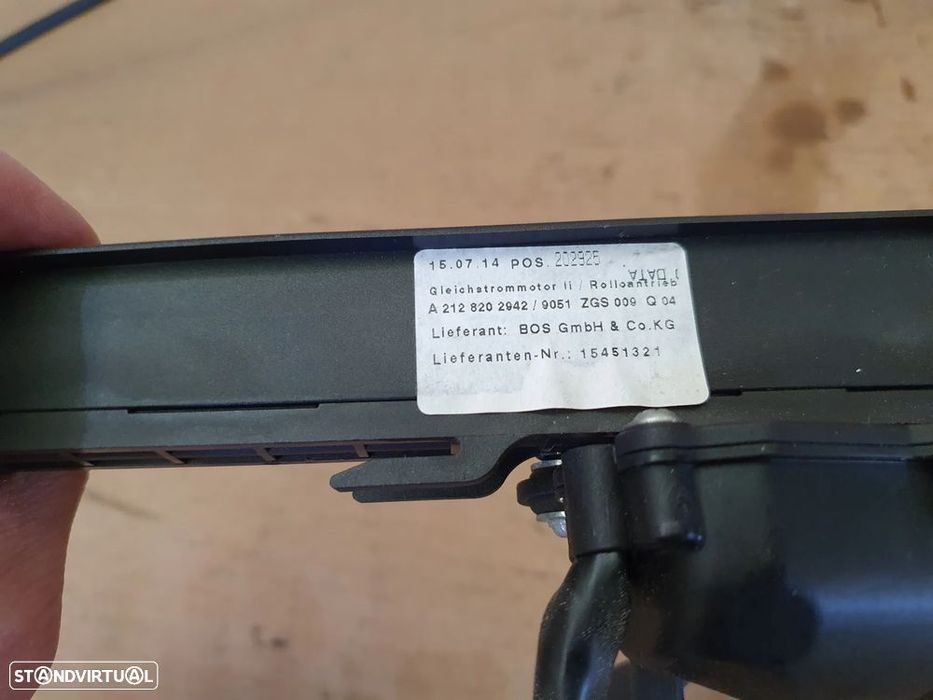 15.07.14 POS. 202925
) DATA
Gleichstrommotor li / Rolloantrieb
A 212 820 2942 / 9051 ZGS 009 Q 04
Lieferant: BOS GmbH & Co.KG
Lieferanten-Nr.: 15451321
STANDVIRTUAL